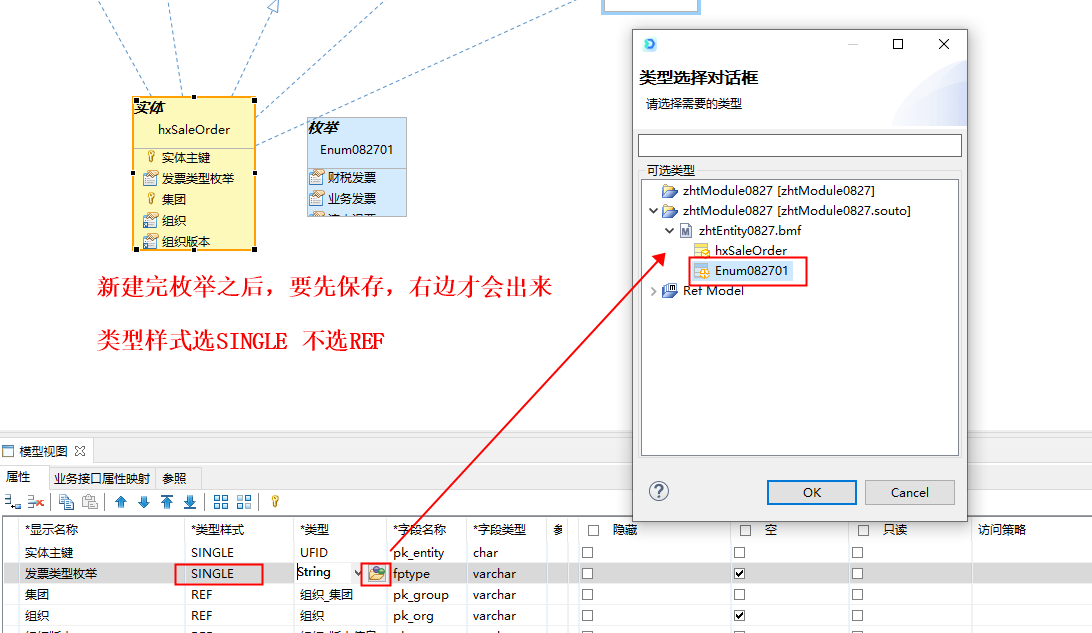 实体
hxSaleOrder
实体主键
发票类型枚举
集团
组织
组织版本
枚举
Enum082701
财税发票
业务发票
新建完枚举之后，要先保存，右边才会出来
类型样式选SINGLE 不选REF
类型选择对话框
请选择需要的类型
可选类型
zhtModule0827 [zhtModule0827]
zhtModule0827 [zhtModule0827.souto]
zhtEntity0827.bmf
hxSaleOrder
Enum082701
Ref Model
OK
Cancel
模型视图
属性 业务接口属性映射 参照
*显示名称 *类型样式 *类型 *字段名称 *字段类型 参 隐藏 空 只读 访问策略
实体主键 SINGLE UFID pk_entity char
发票类型枚举 SINGLE String fptype varchar
集团 REF 组织_集团 pk_group varchar
组织 REF 组织 pk_org varchar